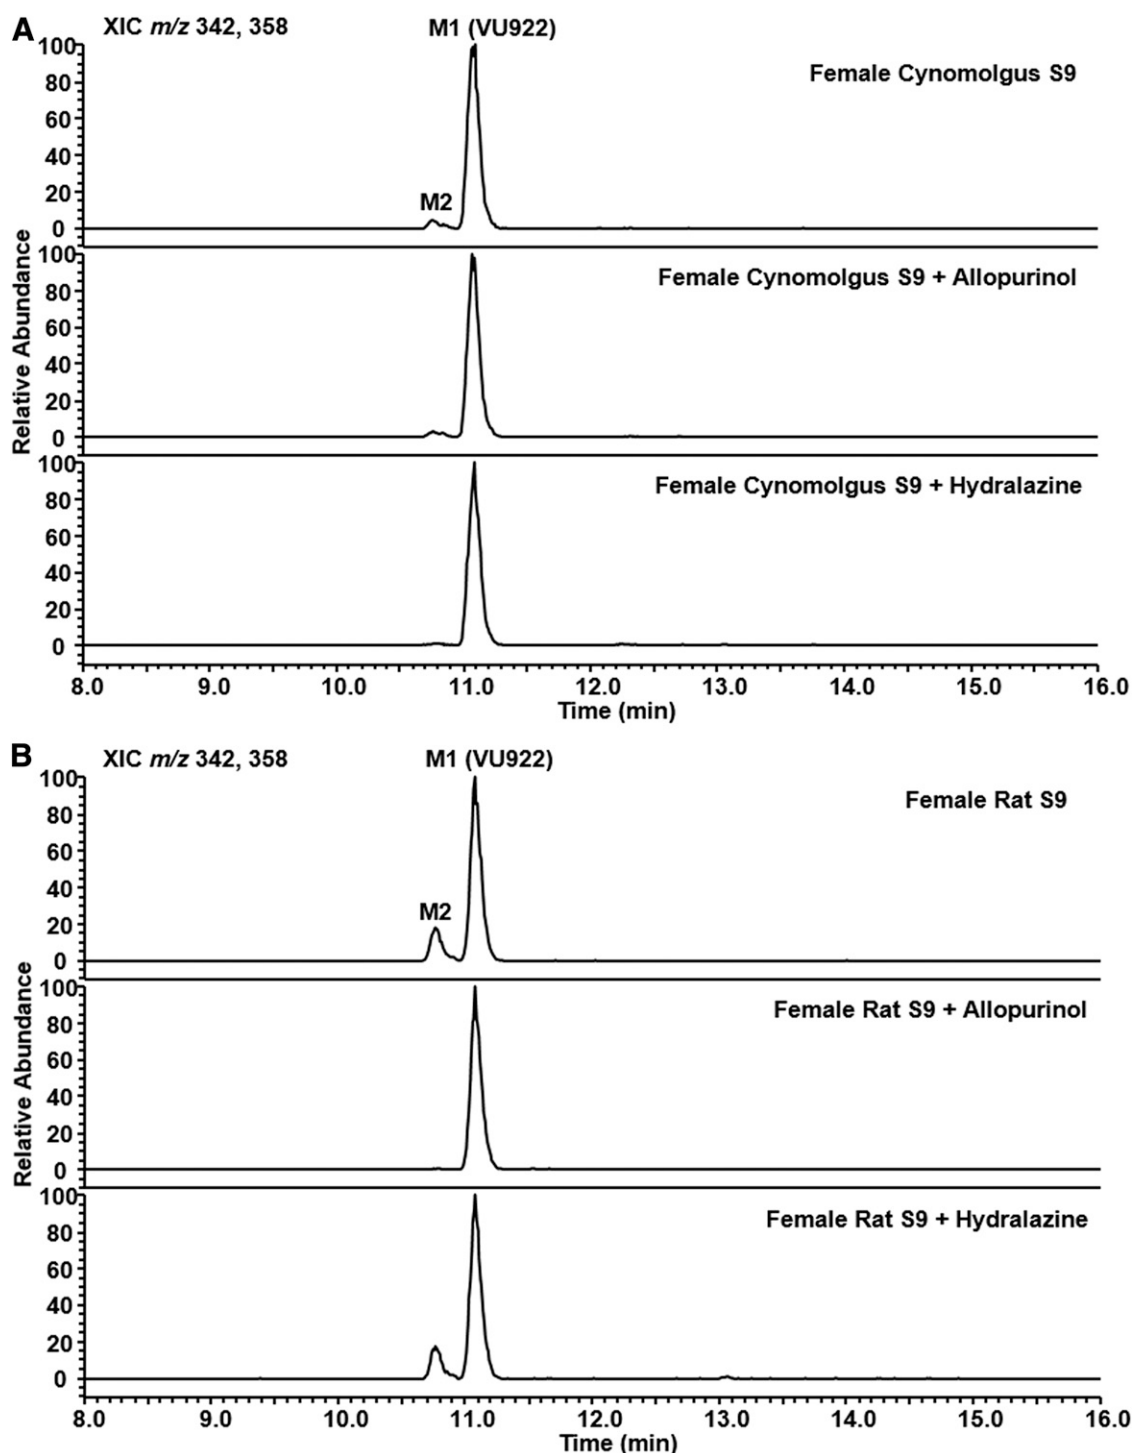 A
XIC m/z 342, 358
M1 (VU922)
Female Cynomolgus S9
100
80
60
40
20
0
M2
Female Cynomolgus S9 + Allopurinol
100
80
60
40
20
0
Relative Abundance
Female Cynomolgus S9 + Hydralazine
100
80
60
40
20
0
8.0 9.0 10.0 11.0 12.0 13.0 14.0 15.0 16.0
Time (min)
B
XIC m/z 342, 358
M1 (VU922)
Female Rat S9
100
80
60
40
20
0
M2
Female Rat S9 + Allopurinol
100
80
60
40
20
0
Relative Abundance
Female Rat S9 + Hydralazine
100
80
60
40
20
0
8.0 9.0 10.0 11.0 12.0 13.0 14.0 15.0 16.0
Time (min)